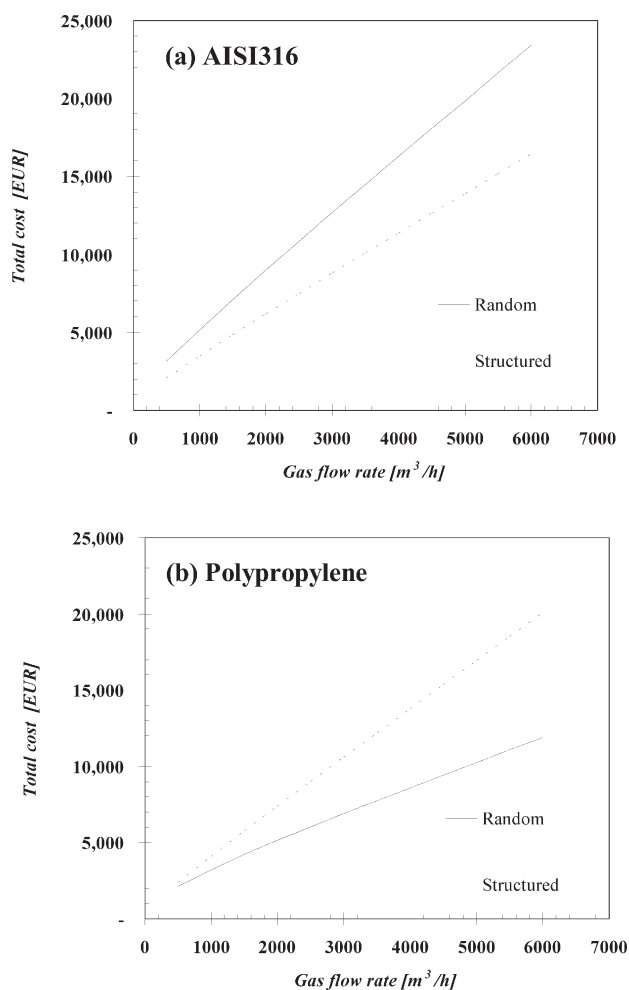 (a) AISI316
Total cost [EUR]
25,000
20,000
15,000
10,000
5,000
-
Random
Structured
0 1000 2000 3000 4000 5000 6000 7000
Gas flow rate [m³/h]
(b) Polypropylene
Total cost [EUR]
25,000
20,000
15,000
10,000
5,000
-
Random
Structured
0 1000 2000 3000 4000 5000 6000 7000
Gas flow rate [m³/h]